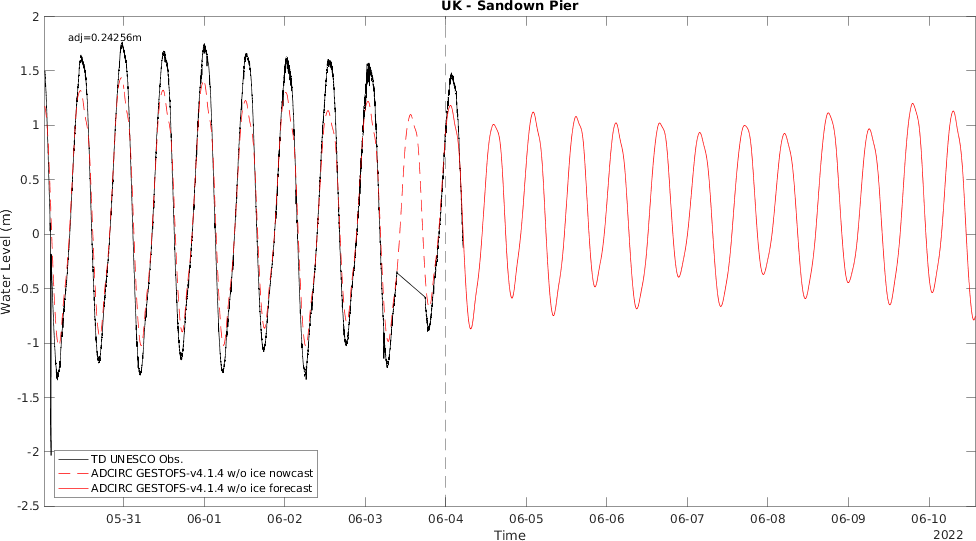 UK - Sandown Pier
adj=0.24256m
2
1.5
1
0.5
0
-0.5
-1
-1.5
-2
-2.5
Water Level (m)
TD UNESCO Obs.
ADCIRC GESTOFS-v4.1.4 w/o ice nowcast
ADCIRC GESTOFS-v4.1.4 w/o ice forecast
05-31 06-01 06-02 06-03 06-04 06-05 06-06 06-07 06-08 06-09 06-10
Time
2022